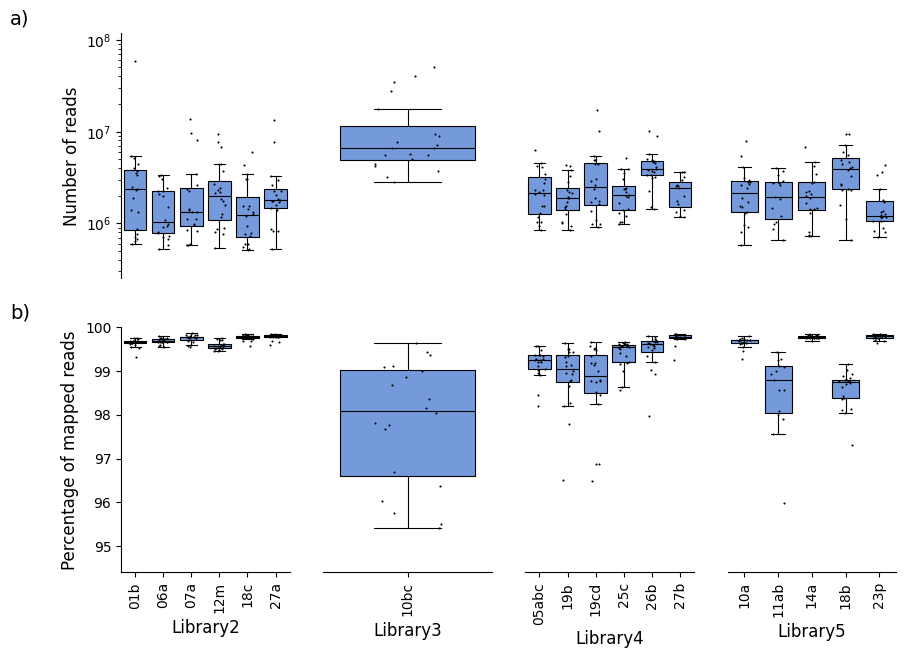 a)
Number of reads
10⁸
10⁷
10⁶
b)
Percentage of mapped reads
100
99
98
97
96
95
01b 06a 07a 12m 18c 27a
Library2
10bc
Library3
05abc 19b 19cd 25c 26b 27b
Library4
10a 11ab 14a 18b 23p
Library5